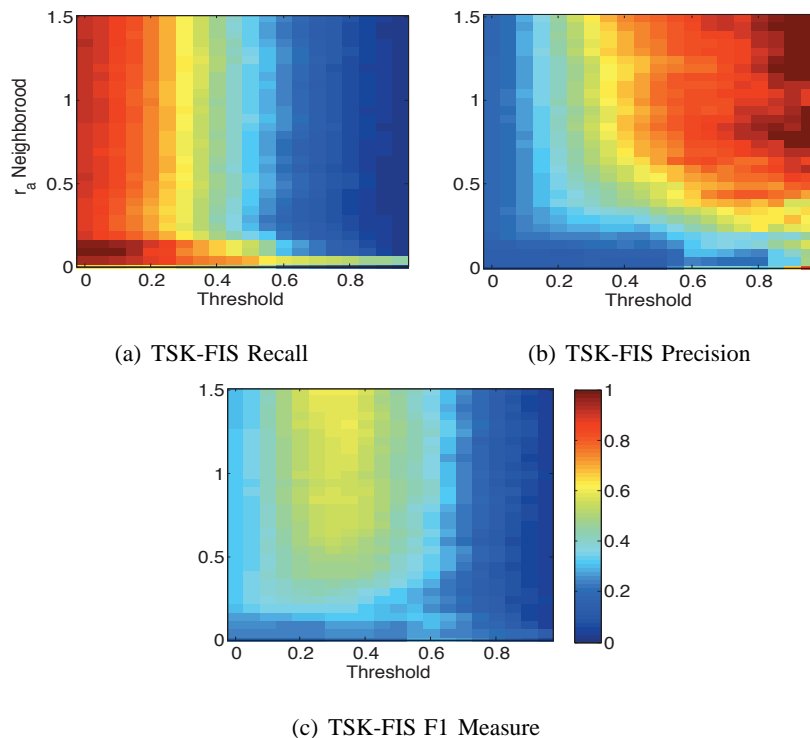 1.5
1
0.5
0
r_a Neighborood
0 0.2 0.4 0.6 0.8
Threshold
(a) TSK-FIS Recall
1.5
1
0.5
0
0 0.2 0.4 0.6 0.8
Threshold
(b) TSK-FIS Precision
1.5
1
0.5
0
0 0.2 0.4 0.6 0.8
Threshold
1
0.8
0.6
0.4
0.2
0
(c) TSK-FIS F1 Measure